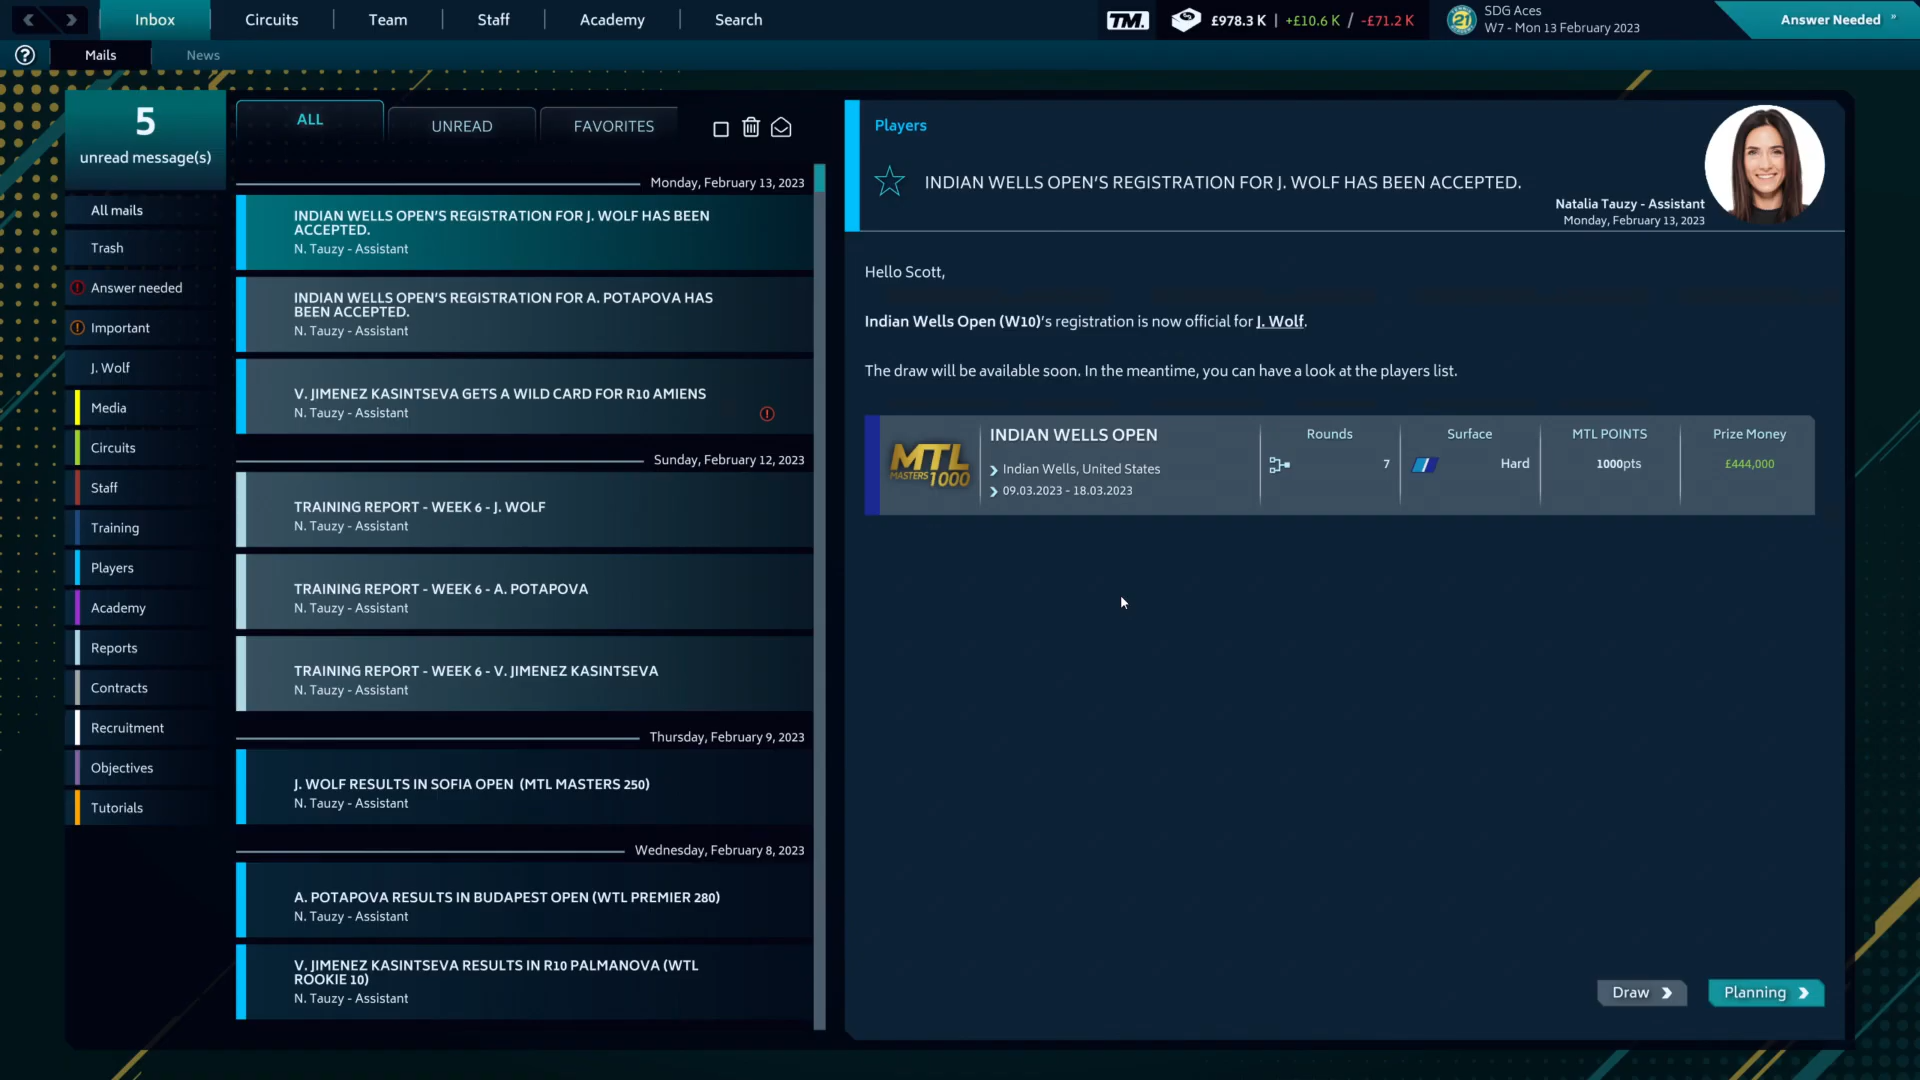 Inbox
Circuits
Team
Staff
Academy
Search
TM.
£978.3 K | +£10.6 K / -£71.2 K
21
SDG Aces
W7 - Mon 13 February 2023
Answer Needed
Mails
News
5
unread message(s)
All mails
Trash
Answer needed
Important
J. Wolf
Media
Circuits
Staff
Training
Players
Academy
Reports
Contracts
Recruitment
Objectives
Tutorials
ALL
UNREAD
FAVORITES
Monday, February 13, 2023
INDIAN WELLS OPEN'S REGISTRATION FOR J. WOLF HAS BEEN
ACCEPTED.
N. Tauzy - Assistant
INDIAN WELLS OPEN'S REGISTRATION FOR A. POTAPOVA HAS
BEEN ACCEPTED.
N. Tauzy - Assistant
V. JIMENEZ KASINTSEVA GETS A WILD CARD FOR R10 AMIENS
N. Tauzy - Assistant
Sunday, February 12, 2023
TRAINING REPORT - WEEK 6 - J. WOLF
N. Tauzy - Assistant
TRAINING REPORT - WEEK 6 - A. POTAPOVA
N. Tauzy - Assistant
TRAINING REPORT - WEEK 6 - V. JIMENEZ KASINTSEVA
N. Tauzy - Assistant
Thursday, February 9, 2023
J. WOLF RESULTS IN SOFIA OPEN (MTL MASTERS 250)
N. Tauzy - Assistant
Wednesday, February 8, 2023
A. POTAPOVA RESULTS IN BUDAPEST OPEN (WTL PREMIER 280)
N. Tauzy - Assistant
V. JIMENEZ KASINTSEVA RESULTS IN R10 PALMANOVA (WTL
ROOKIE 10)
N. Tauzy - Assistant
Players
INDIAN WELLS OPEN'S REGISTRATION FOR J. WOLF HAS BEEN ACCEPTED.
Natalia Tauzy - Assistant
Monday, February 13, 2023
Hello Scott,
Indian Wells Open (W10)'s registration is now official for J. Wolf.
The draw will be available soon. In the meantime, you can have a look at the players list.
MTL
MASTERS 1000
INDIAN WELLS OPEN
Indian Wells, United States
09.03.2023 - 18.03.2023
Rounds
7
Surface
Hard
MTL POINTS
1000pts
Prize Money
£444,000
Draw
Planning